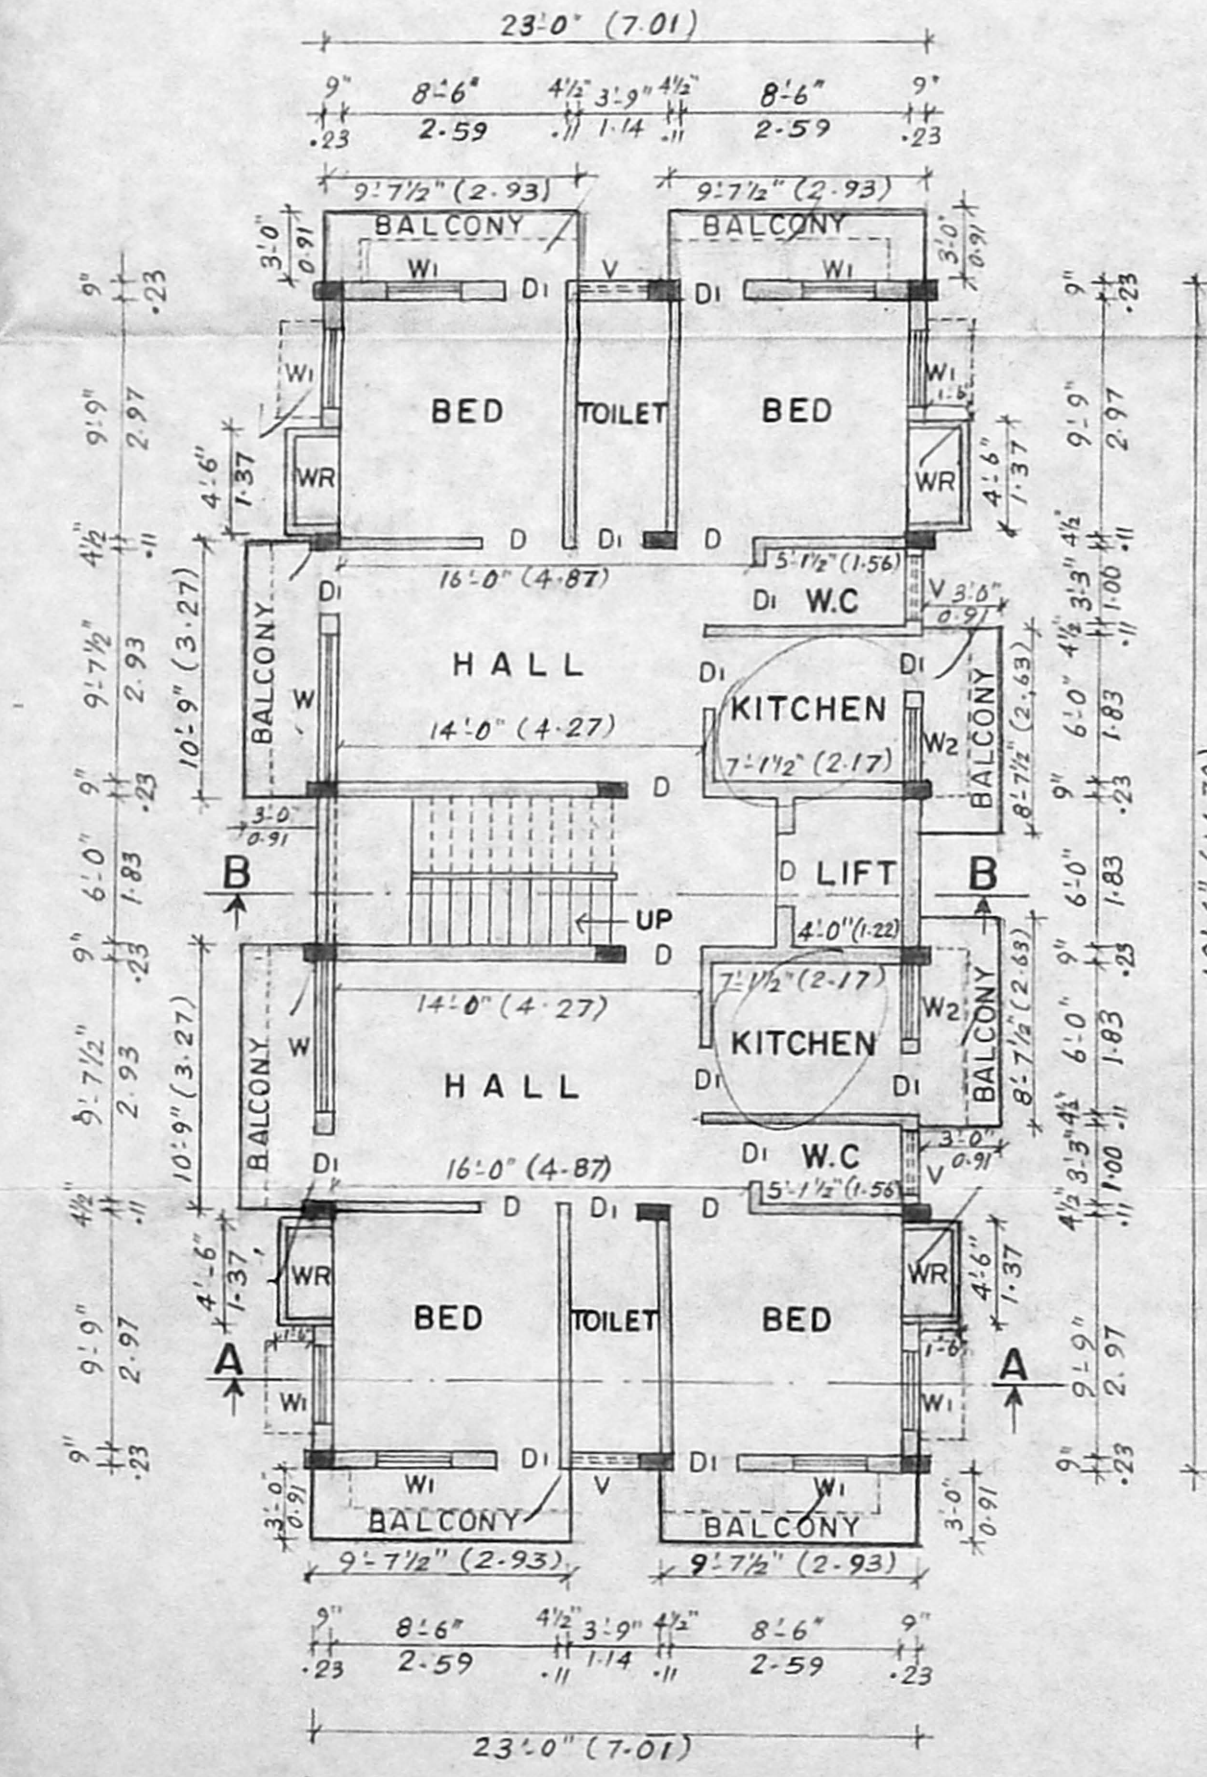 23'-0" (7.01)
9" 8'-6" 4½" 3'-9" 4½" 8'-6" 9"
.23 2.59 .11 1.14 .11 2.59 .23
9'-7½" (2.93) 9'-7½" (2.93)
BALCONY BALCONY
3'-0" 0.91 3'-0" 0.91
W1 V W1
9" .23 D1 D1 9" .23
W1 W1
1'-6"
9'-9" 2.97 BED TOILET BED 9'-9" 2.97
4'-6" 1.37 WR WR 4'-6" 1.37
4½" .11 D D1 D 4½" .11
16'-0" (4.87) 5'-1½" (1.56)
D1 D1 W.C V 3'-0" 0.91 3'-3" 1.00
4½" .11
9'-7½" 2.93 10'-9" (3.27) BALCONY HALL D1 D1
W KITCHEN W2 BALCONY 8'-7½" (2.63) 6'-0" 1.83
14'-0" (4.27) 7'-1½" (2.17)
9" .23 D 9" .23
3'-0" 0.91
6'-0" 1.83 B D LIFT B 6'-0" 1.83
UP 4'-0" (1.22)
9" .23 D 9" .23
14'-0" (4.27) 7'-1½" (2.17)
W KITCHEN W2 BALCONY 8'-7½" (2.63) 6'-0" 1.83
9'-7½" 2.93 10'-9" (3.27) BALCONY HALL D1 D1
4½" .11
D1 16'-0" (4.87) D1 W.C V 3'-0" 0.91 3'-3" 1.00
5'-1½" (1.56)
4½" .11 D D1 D 4½" .11
4'-6" 1.37 WR WR 4'-6" 1.37
9'-9" 2.97 BED TOILET BED 9'-9" 2.97
1'-6" 1'-6"
A A
W1 W1
9" .23 D1 D1 9" .23
3'-0" 0.91 W1 V W1 3'-0" 0.91
BALCONY BALCONY
9'-7½" (2.93) 9'-7½" (2.93)
9" 8'-6" 4½" 3'-9" 4½" 8'-6" 9"
.23 2.59 .11 1.14 .11 2.59 .23
23'-0" (7.01)